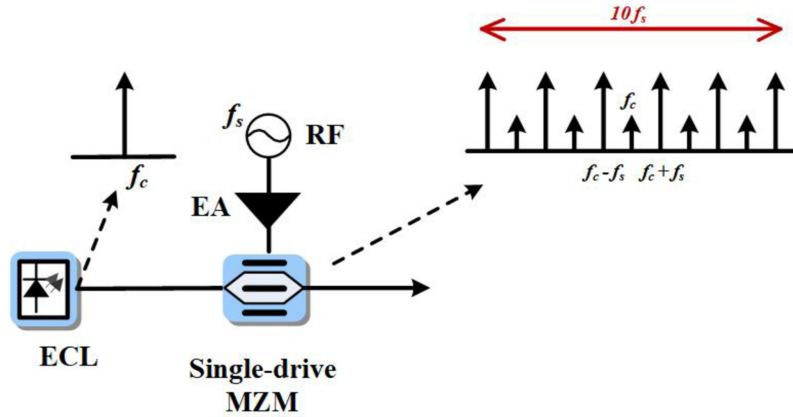 10fs
fs
RF
fc
fc
fc-fs fc+fs
EA
ECL
Single-drive
MZM